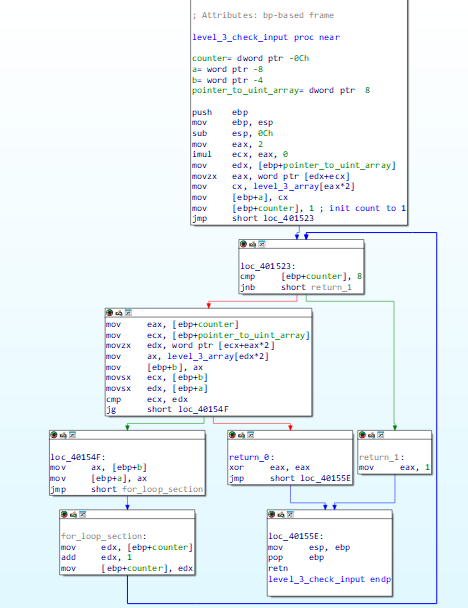 ; Attributes: bp-based frame
level_3_check_input proc near
counter= dword ptr -0Ch
a= word ptr -8
b= word ptr -4
pointer_to_uint_array= dword ptr  8
push    ebp
mov     ebp, esp
sub     esp, 0Ch
mov     eax, 2
imul    ecx, eax, 0
mov     edx, [ebp+pointer_to_uint_array]
movzx   eax, word ptr [edx+ecx]
mov     cx, level_3_array[eax*2]
mov     [ebp+a], cx
mov     [ebp+counter], 1 ; init count to 1
jmp     short loc_401523
loc_401523:
cmp     [ebp+counter], 8
jnb     short return_1
mov     eax, [ebp+counter]
mov     ecx, [ebp+pointer_to_uint_array]
movzx   edx, word ptr [ecx+eax*2]
mov     ax, level_3_array[edx*2]
mov     [ebp+b], ax
movsx   ecx, [ebp+b]
movsx   edx, [ebp+a]
cmp     ecx, edx
jg      short loc_40154F
loc_40154F:
mov     ax, [ebp+b]
mov     [ebp+a], ax
jmp     short for_loop_section
return_0:
xor     eax, eax
jmp     short loc_40155E
return_1:
mov     eax, 1
for_loop_section:
mov     edx, [ebp+counter]
add     edx, 1
mov     [ebp+counter], edx
loc_40155E:
mov     esp, ebp
pop     ebp
retn
level_3_check_input endp